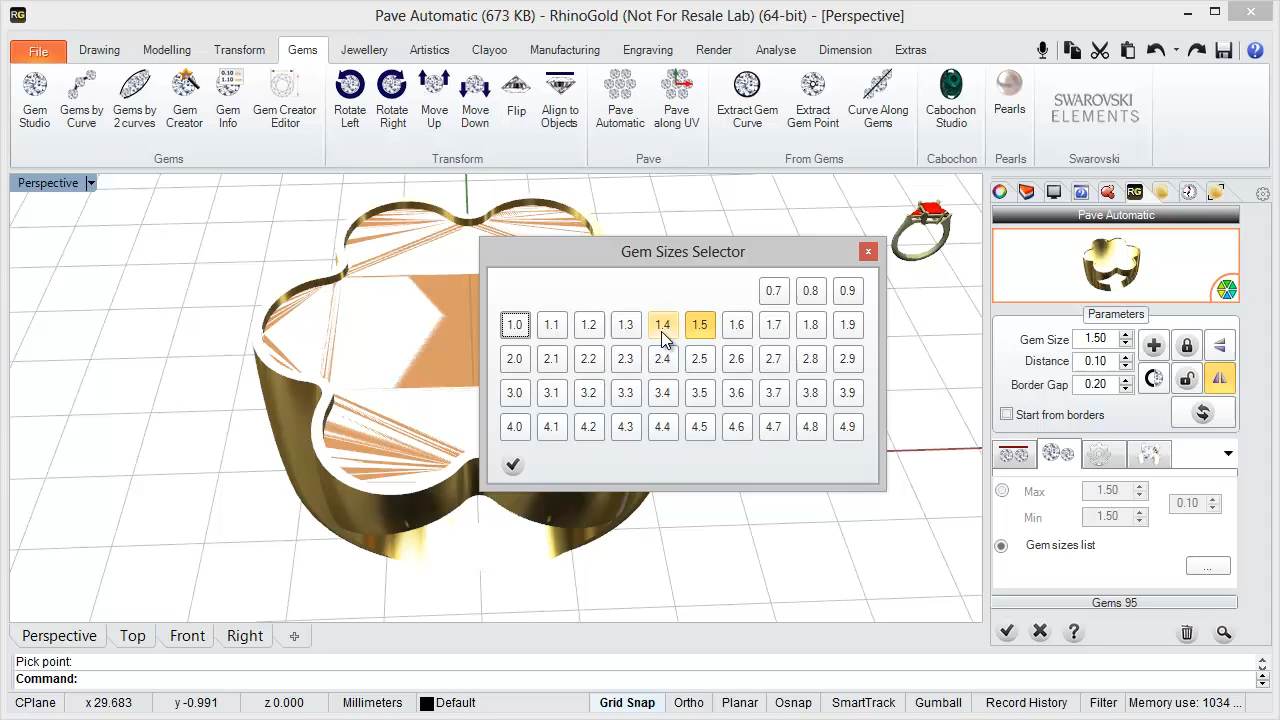 RG Pave Automatic (673 KB) - RhinoGold (Not For Resale Lab) (64-bit) - [Perspective]
File Drawing Modelling Transform Gems Jewellery Artistics Clayoo Manufacturing Engraving Render Analyse Dimension Extras
Gem Studio
Gems by Curve
Gems by 2 curves
Gem Creator
0.10 1.10 Gem Info
Gem Creator Editor
Rotate Left
Rotate Right
Move Up
Move Down
Flip
Align to Objects
Pave Automatic
Pave along UV
Extract Gem Curve
Extract Gem Point
Curve Along Gems
Cabochon Studio
Pearls
SWAROVSKI ELEMENTS
Gems Transform Pave From Gems Cabochon Pearls Swarovski
Perspective
RG
Pave Automatic
Gem Sizes Selector x
0.7 0.8 0.9
1.0 1.1 1.2 1.3 1.4 1.5 1.6 1.7 1.8 1.9
2.0 2.1 2.2 2.3 2.4 2.5 2.6 2.7 2.8 2.9
3.0 3.1 3.2 3.3 3.4 3.5 3.6 3.7 3.8 3.9
4.0 4.1 4.2 4.3 4.4 4.5 4.6 4.7 4.8 4.9
Parameters
Gem Size 1.50
Distance 0.10
Border Gap 0.20
Start from borders
Max 1.50
0.10
Min 1.50
Gem sizes list
...
Gems 95
Perspective Top Front Right
Pick point:
Command:
CPlane x 29.683 y -0.991 z 0.000 Millimeters Default Grid Snap Ortho Planar Osnap SmartTrack Gumball Record History Filter Memory use: 1034 ...